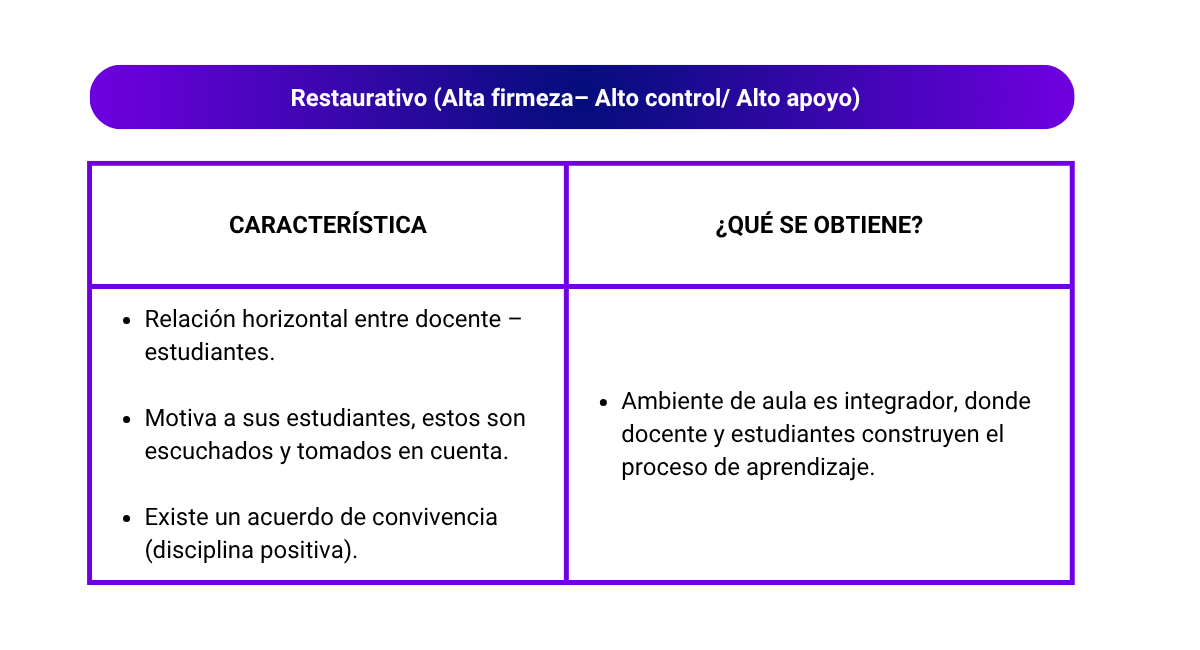 Restaurativo (Alta firmeza– Alto control/ Alto apoyo)
CARACTERÍSTICA
¿QUÉ SE OBTIENE?
• Relación horizontal entre docente –
estudiantes.
• Motiva a sus estudiantes, estos son
escuchados y tomados en cuenta.
• Existe un acuerdo de convivencia
(disciplina positiva).
• Ambiente de aula es integrador, donde
docente y estudiantes construyen el
proceso de aprendizaje.